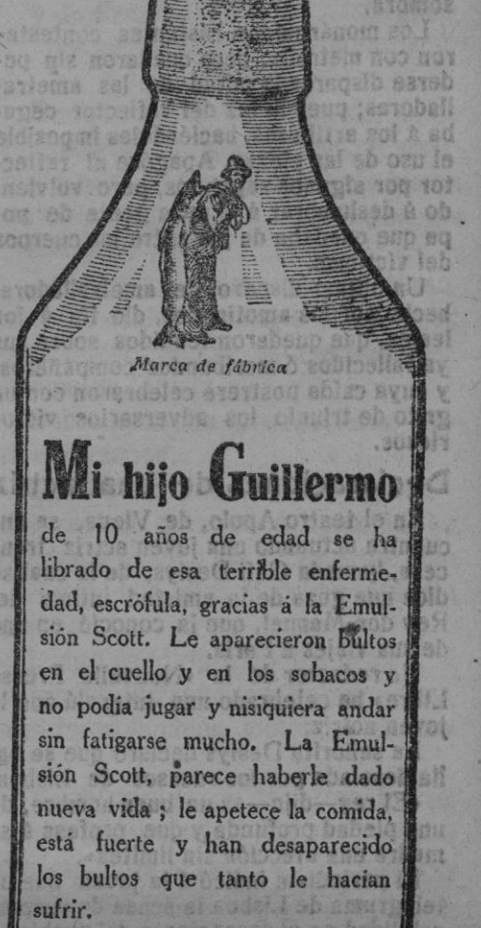 Marca de fábrica
Mi hijo Guillermo
de 10 años de edad se ha
librado de esa terrible enferme-
dad, escrófula, gracias á la Emul-
sión Scott. Le aparecieron bultos
en el cuello y en los sobacos y
no podia jugar y nisiquiera andar
sin fatigarse mucho. La Emul-
sión Scott, parece haberle dado
nueva vida ; le apetece la comida,
está fuerte y han desaparecido
los bultos que tanto le hacian
sufrir.